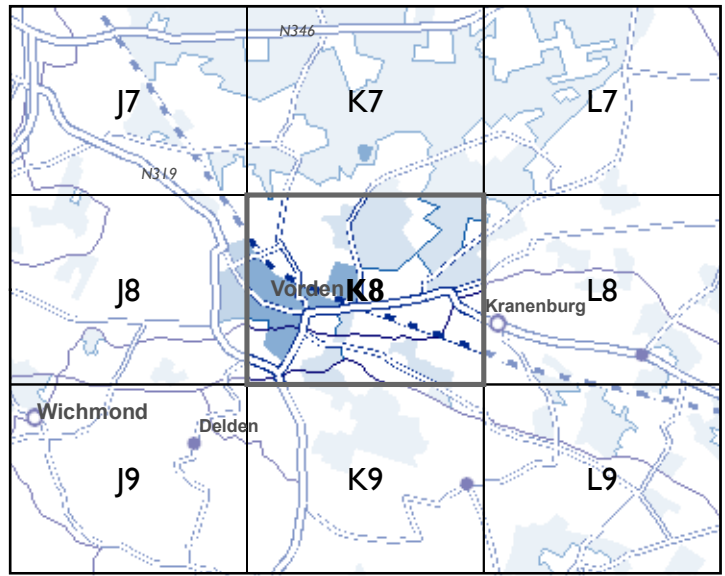 N346
J7
K7
L7
N319
J8
Vorden
K8
L8
Kranenburg
Wichmond
Delden
J9
K9
L9